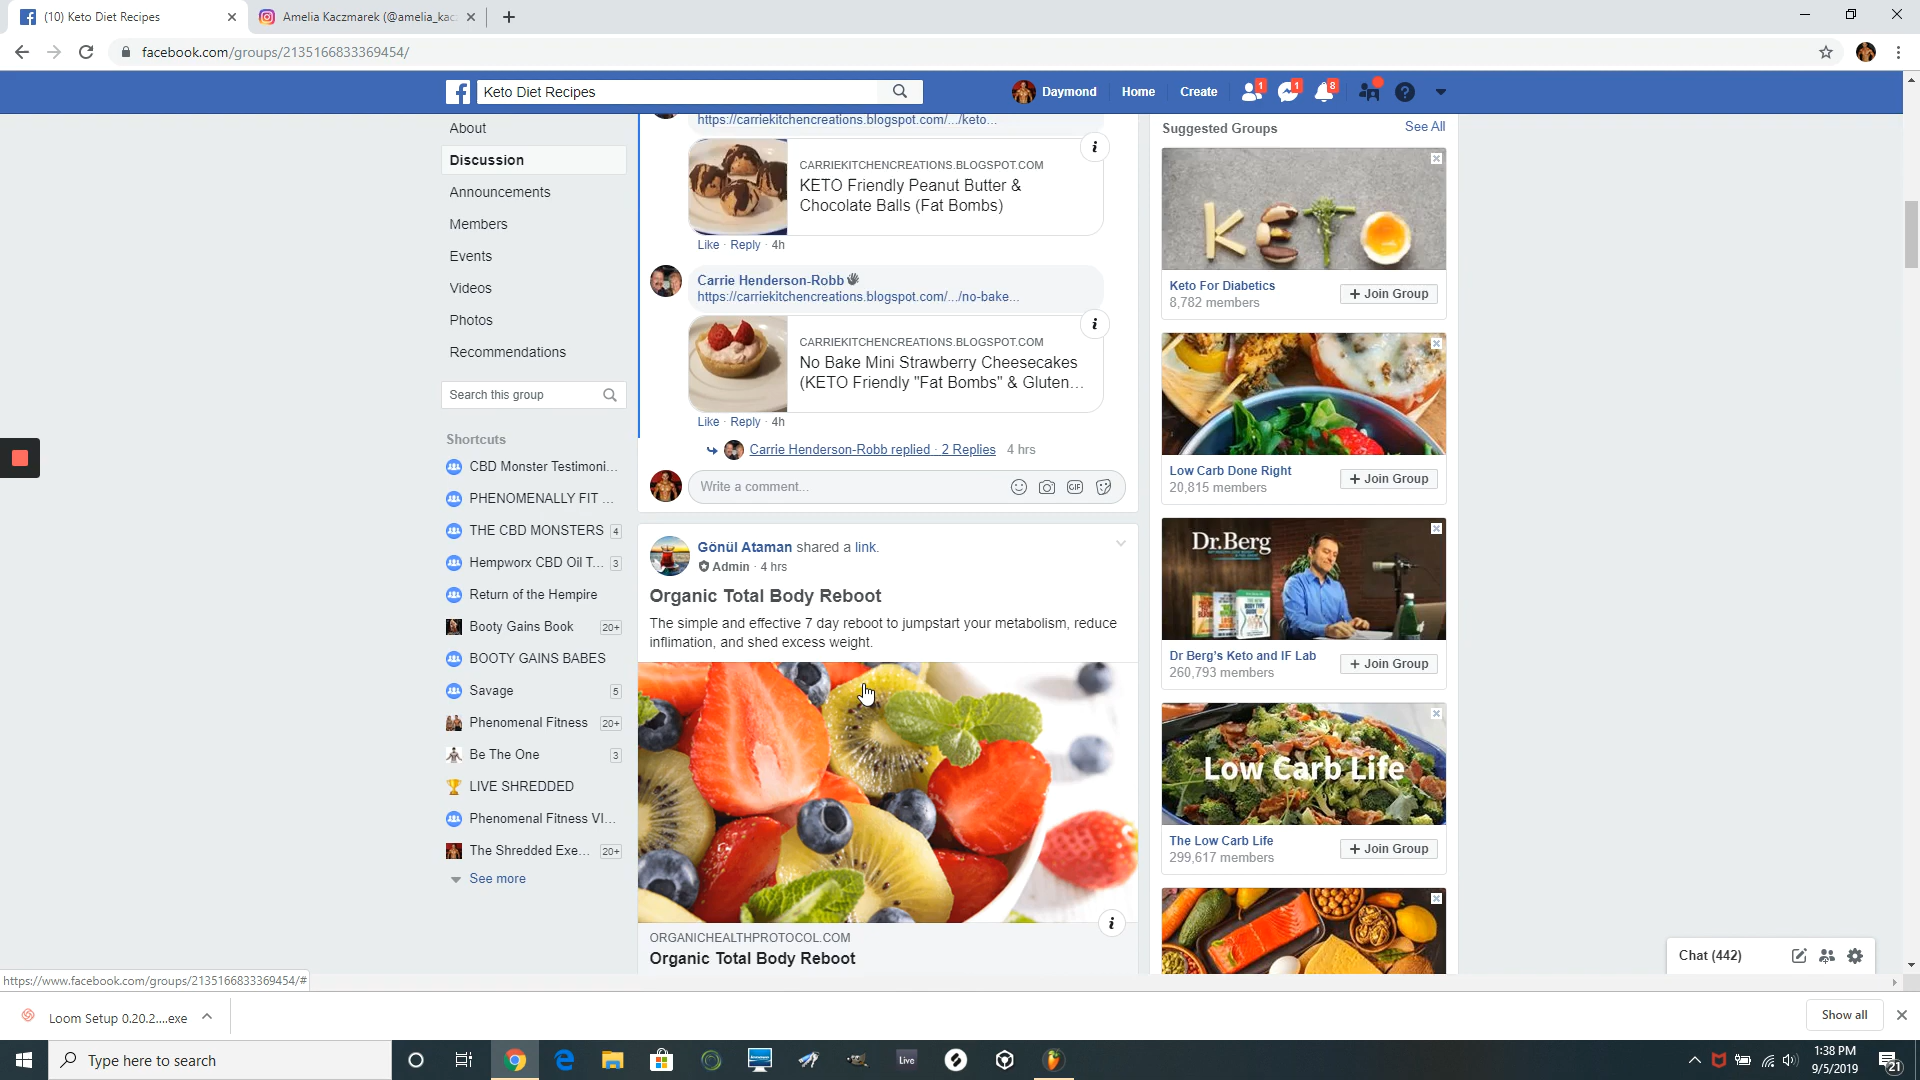 (10) Keto Diet Recipes
Amelia Kaczmarek (@amelia_kac
facebook.com/groups/2135166833369454/
Keto Diet Recipes
Daymond
Home
Create
1
1
8
About
Discussion
Announcements
Members
Events
Videos
Photos
Recommendations
Search this group
Shortcuts
CBD Monster Testimoni...
PHENOMENALLY FIT ...
THE CBD MONSTERS 4
Hempworx CBD Oil T... 3
Return of the Hempire
Booty Gains Book 20+
BOOTY GAINS BABES
Savage 5
Phenomenal Fitness 20+
Be The One 3
LIVE SHREDDED
Phenomenal Fitness VI...
The Shredded Exe... 20+
See more
https://carriekitchencreations.blogspot.com/.../keto...
CARRIEKITCHENCREATIONS.BLOGSPOT.COM
KETO Friendly Peanut Butter &
Chocolate Balls (Fat Bombs)
Like · Reply · 4h
Carrie Henderson-Robb
https://carriekitchencreations.blogspot.com/.../no-bake...
CARRIEKITCHENCREATIONS.BLOGSPOT.COM
No Bake Mini Strawberry Cheesecakes
(KETO Friendly "Fat Bombs" & Gluten...
Like · Reply · 4h
Carrie Henderson-Robb replied · 2 Replies 4 hrs
Write a comment...
GIF
Gönül Ataman shared a link.
Admin · 4 hrs
Organic Total Body Reboot
The simple and effective 7 day reboot to jumpstart your metabolism, reduce
inflimation, and shed excess weight.
ORGANICHEALTHPROTOCOL.COM
Organic Total Body Reboot
Suggested Groups
See All
KETO
Keto For Diabetics
8,782 members
+ Join Group
Low Carb Done Right
20,815 members
+ Join Group
Dr.Berg
Dr Berg's Keto and IF Lab
260,793 members
+ Join Group
Low Carb Life
The Low Carb Life
299,617 members
+ Join Group
Chat (442)
https://www.facebook.com/groups/2135166833369454/#
Loom Setup 0.20.2....exe
Show all
Type here to search
Live
1:38 PM
9/5/2019
21